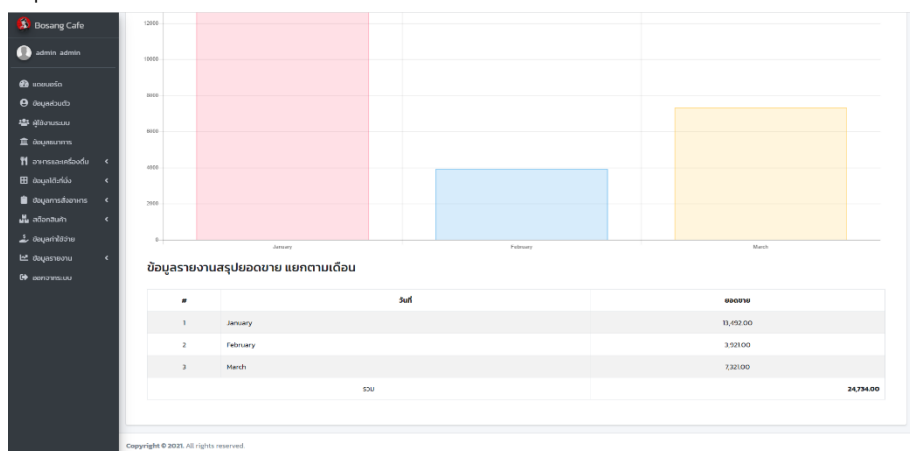 Bosang Cafe
admin admin
แดชบอร์ด
ข้อมูลส่วนตัว
ผู้ใช้งานระบบ
ข้อมูลธนาคาร
อาหารและเครื่องดื่ม
ข้อมูลโต๊ะที่นั่ง
ข้อมูลการสั่งอาหาร
สต๊อกสินค้า
ข้อมูลค่าใช้จ่าย
ข้อมูลรายงาน
ออกจากระบบ
12000
10000
8000
6000
4000
2000
0
January February March
ข้อมูลรายงานสรุปยอดขาย แยกตามเดือน
# วันที่ ยอดขาย
1 January 13,492.00
2 February 3,921.00
3 March 7,321.00
รวม 24,734.00
Copyright © 2021. All rights reserved.